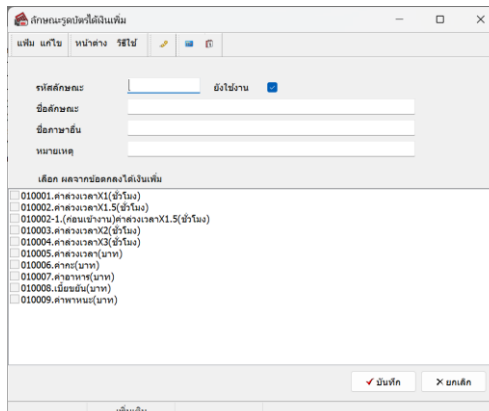 ลักษณะรูดบัตรได้เงินเพิ่ม
แฟ้ม แก้ไข หน้าต่าง วิธีใช้
รหัสลักษณะ ยังใช้งาน
ชื่อลักษณะ
ชื่อภาษาอื่น
หมายเหตุ
เลือก ผลจากข้อตกลงได้เงินเพิ่ม
010001.ค่าล่วงเวลาX1(ชั่วโมง)
010002.ค่าล่วงเวลาX1.5(ชั่วโมง)
010002-1.(ก่อนเข้างาน)ค่าล่วงเวลาX1.5(ชั่วโมง)
010003.ค่าล่วงเวลาX2(ชั่วโมง)
010004.ค่าล่วงเวลาX3(ชั่วโมง)
010005.ค่าล่วงเวลา(บาท)
010006.ค่ากะ(บาท)
010007.ค่าอาหาร(บาท)
010008.เบี้ยขยัน(บาท)
010009.ค่าพาหนะ(บาท)
บันทึก ยกเลิก